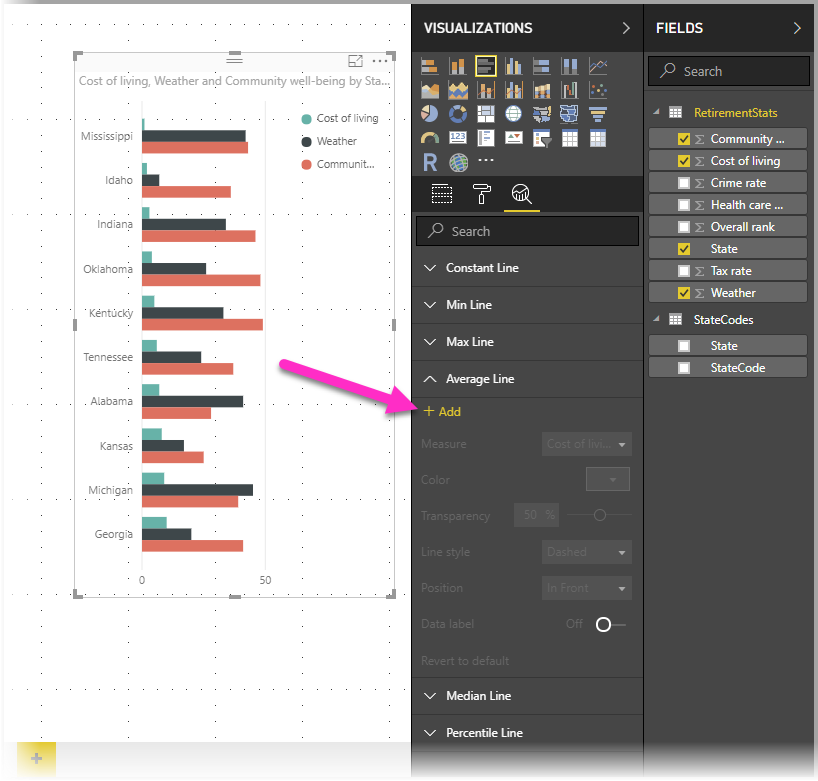 Cost of living, Weather and Community well-being by Sta...
Cost of living
Weather
Communit...
Mississippi
Idaho
Indiana
Oklahoma
Kentucky
Tennessee
Alabama
Kansas
Michigan
Georgia
0 50
VISUALIZATIONS
123
R
...
Search
Constant Line
Min Line
Max Line
Average Line
+ Add
Measure Cost of livi...
Color
Transparency 50 %
Line style Dashed
Position In Front
Data label Off
Revert to default
Median Line
Percentile Line
FIELDS
Search
RetirementStats
Σ Community ...
Σ Cost of living
Σ Crime rate
Σ Health care ...
Σ Overall rank
State
Σ Tax rate
Σ Weather
StateCodes
State
StateCode
+